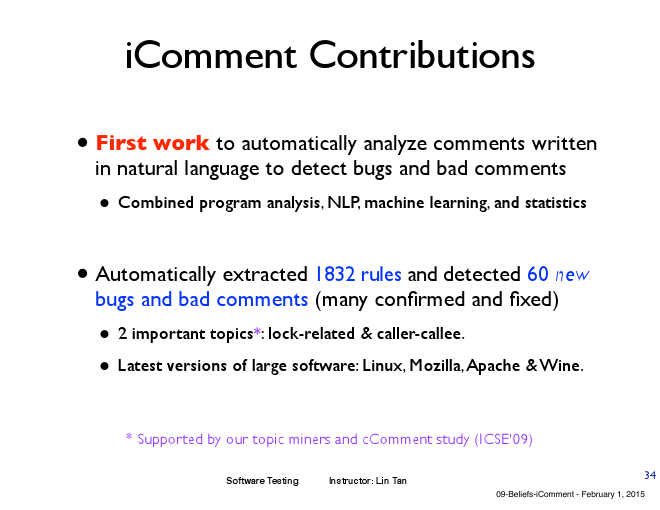 iComment Contributions
• First work to automatically analyze comments written
in natural language to detect bugs and bad comments
• Combined program analysis, NLP, machine learning, and statistics
• Automatically extracted 1832 rules and detected 60 new
bugs and bad comments (many confirmed and fixed)
• 2 important topics*: lock-related & caller-callee.
• Latest versions of large software: Linux, Mozilla, Apache & Wine.
* Supported by our topic miners and cComment study (ICSE'09)
34
Software Testing Instructor: Lin Tan
09-Beliefs-iComment - February 1, 2015